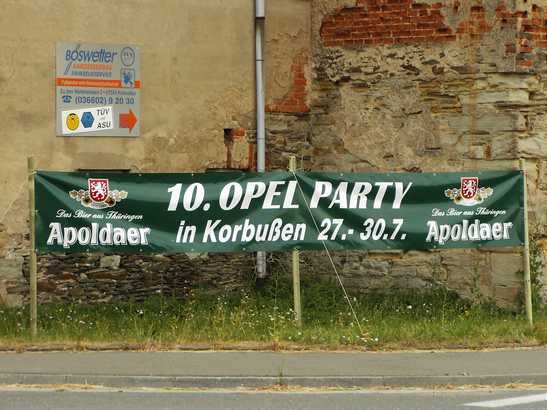 Böswetter
☎ (036602) 9 20 30
TÜV
ASU
10. OPEL PARTY
in Korbußen 27.- 30.7.
Das Bier aus Thüringen
Apoldaer
Das Bier aus Thüringen
Apoldaer